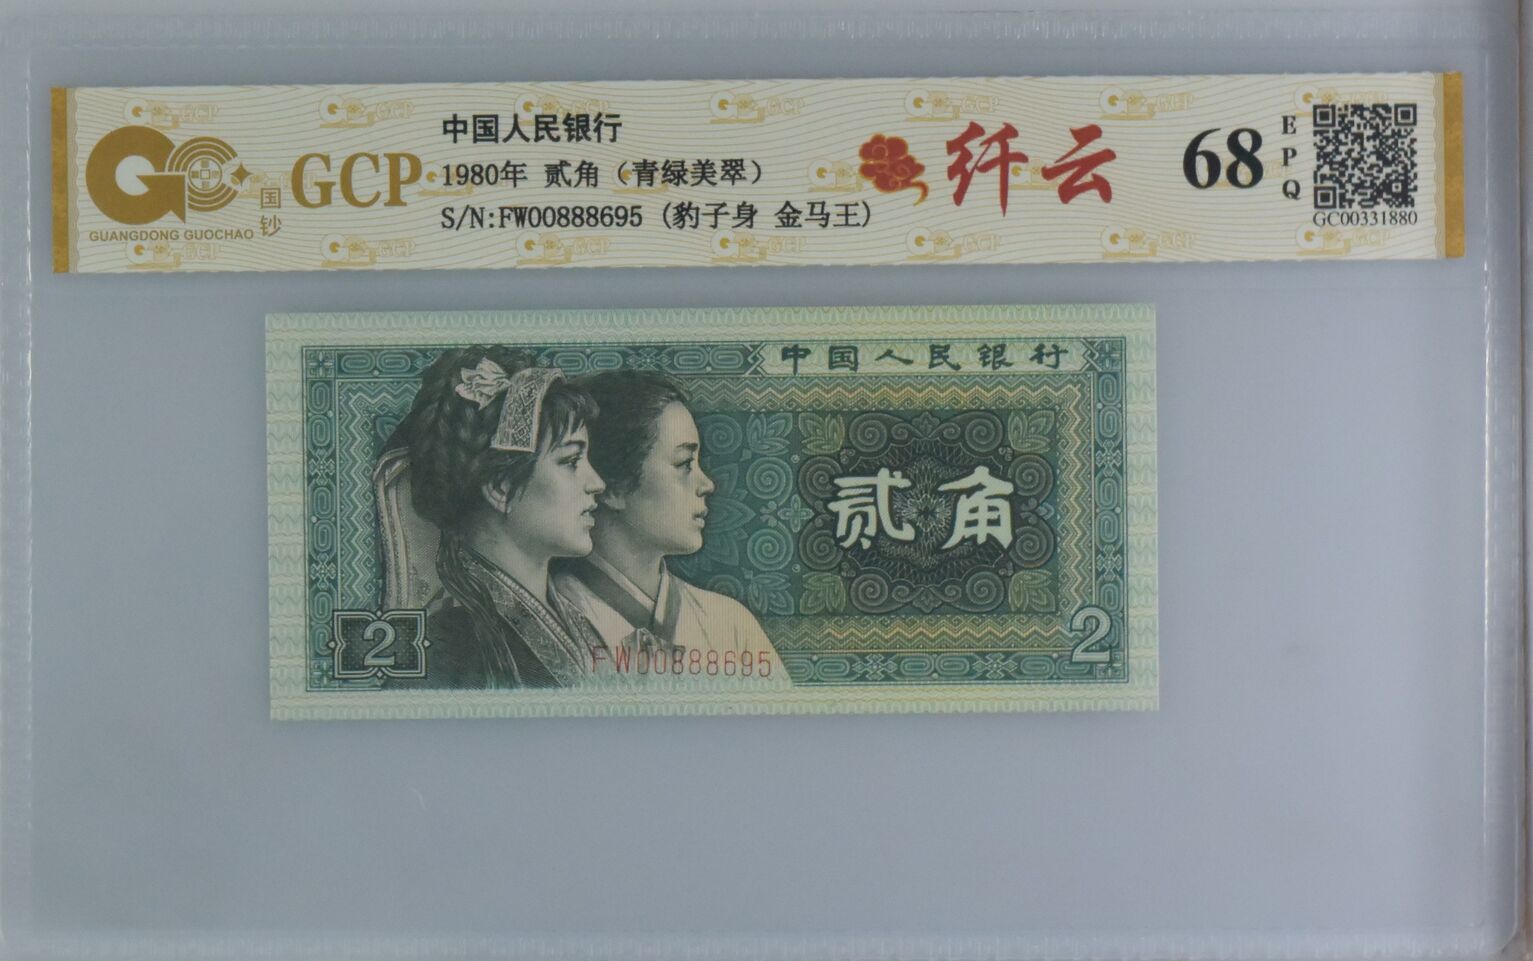 中国人民银行
1980年 贰角（青绿美翠）
S/N:FW00888695 (豹子身 金马王)
GCP
国钞
GUANGDONG GUOCHAO
纤云
68
EPQ
GC00331880
中国人民银行
贰角
2
2
FW00888695